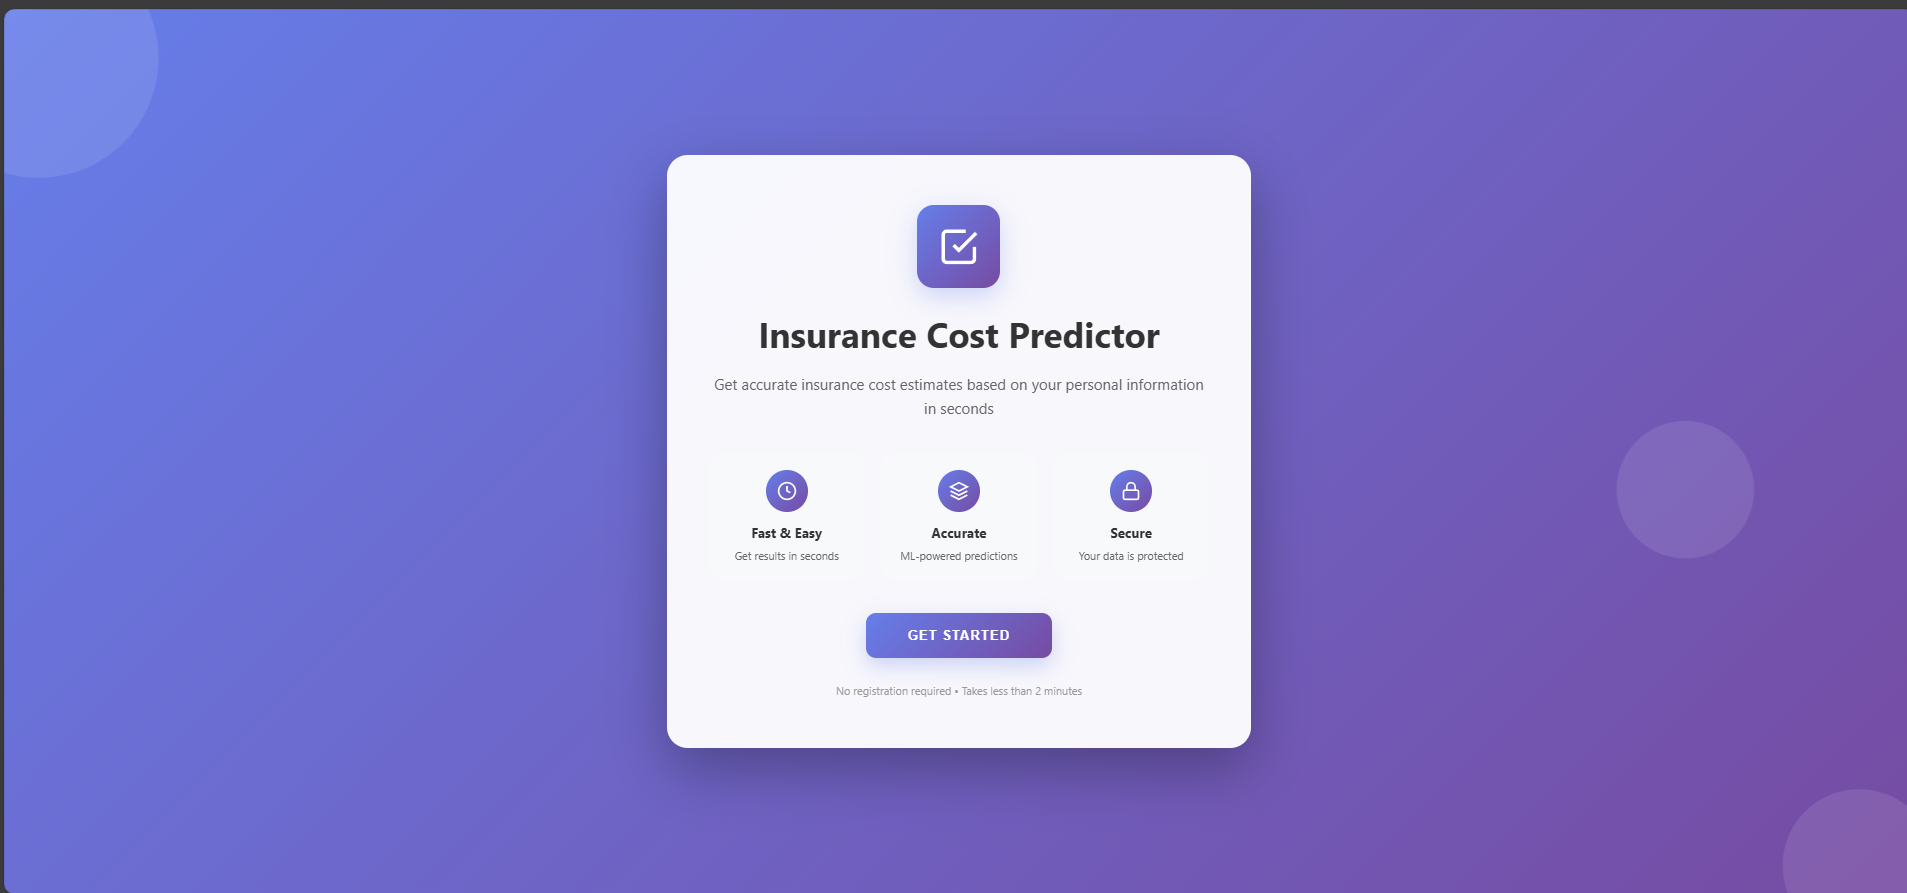 Insurance Cost Predictor
Get accurate insurance cost estimates based on your personal information
in seconds
Fast & Easy
Get results in seconds
Accurate
ML-powered predictions
Secure
Your data is protected
GET STARTED
No registration required • Takes less than 2 minutes